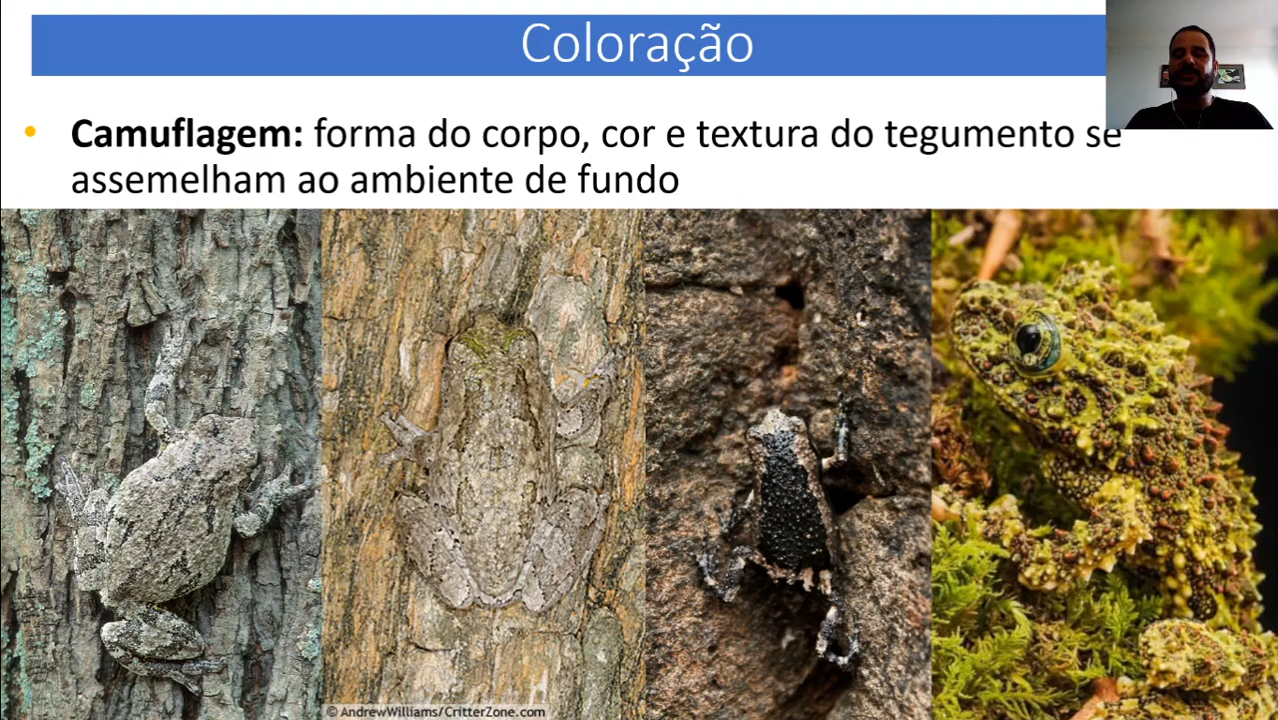 Coloração
• Camuflagem: forma do corpo, cor e textura do tegumento se
assemelham ao ambiente de fundo
© AndrewWilliams/CritterZone.com